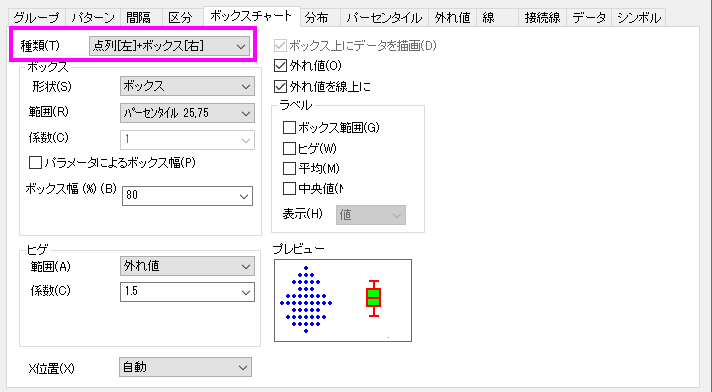 グループ パターン 間隔 区分 ボックスチャート 分布 パーセンタイル 外れ値 線 接続線 データ シンボル
種類(T) 点列[左]+ボックス[右]
ボックス
形状(S) ボックス
範囲(R) パーセンタイル 25,75
係数(C) 1
パラメータによるボックス幅(P)
ボックス幅 (%) (B) 80
ヒゲ
範囲(A) 外れ値
係数(C) 1.5
X位置(X) 自動
ボックス上にデータを描画(D)
外れ値(O)
外れ値を線上に
ラベル
ボックス範囲(G)
ヒゲ(W)
平均(M)
中央値(N
表示(H) 値
プレビュー